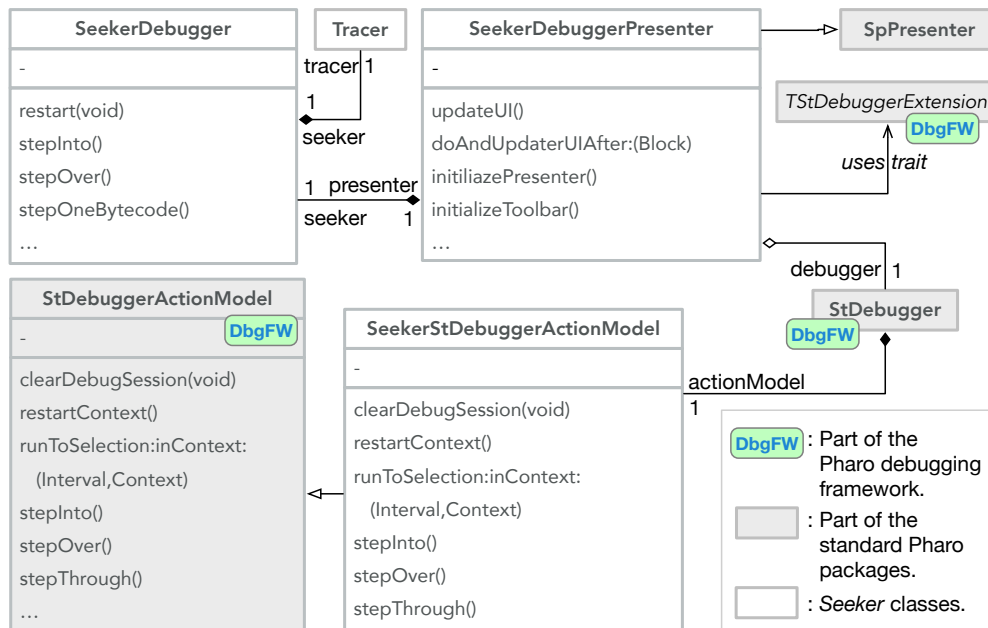 SeekerDebugger
-
restart(void)
stepInto()
stepOver()
stepOneBytecode()
...
Tracer
tracer 1
1
seeker
1 presenter
seeker 1
SeekerDebuggerPresenter
-
updateUI()
doAndUpdaterUIAfter:(Block)
initiliazePresenter()
initializeToolbar()
...
SpPresenter
TStDebuggerExtension
DbgFW
uses trait
debugger 1
StDebugger
DbgFW
actionModel
1
StDebuggerActionModel
DbgFW
-
clearDebugSession(void)
restartContext()
runToSelection:inContext:
(Interval,Context)
stepInto()
stepOver()
stepThrough()
...
SeekerStDebuggerActionModel
-
clearDebugSession(void)
restartContext()
runToSelection:inContext:
(Interval,Context)
stepInto()
stepOver()
stepThrough()
DbgFW : Part of the
Pharo debugging
framework.
: Part of the
standard Pharo
packages.
: Seeker classes.